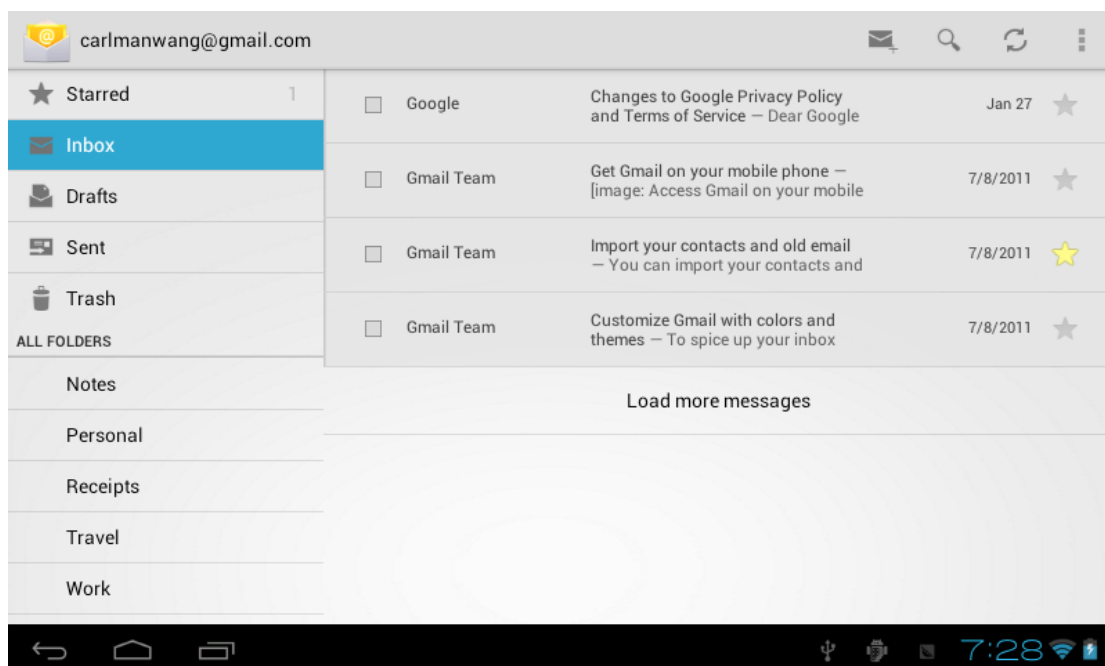 carlmanwang@gmail.com
Starred 1
Inbox
Drafts
Sent
Trash
ALL FOLDERS
Notes
Personal
Receipts
Travel
Work
Google
Changes to Google Privacy Policy
and Terms of Service — Dear Google
Jan 27
Gmail Team
Get Gmail on your mobile phone —
[image: Access Gmail on your mobile
7/8/2011
Gmail Team
Import your contacts and old email
— You can import your contacts and
7/8/2011
Gmail Team
Customize Gmail with colors and
themes — To spice up your inbox
7/8/2011
Load more messages
7:28